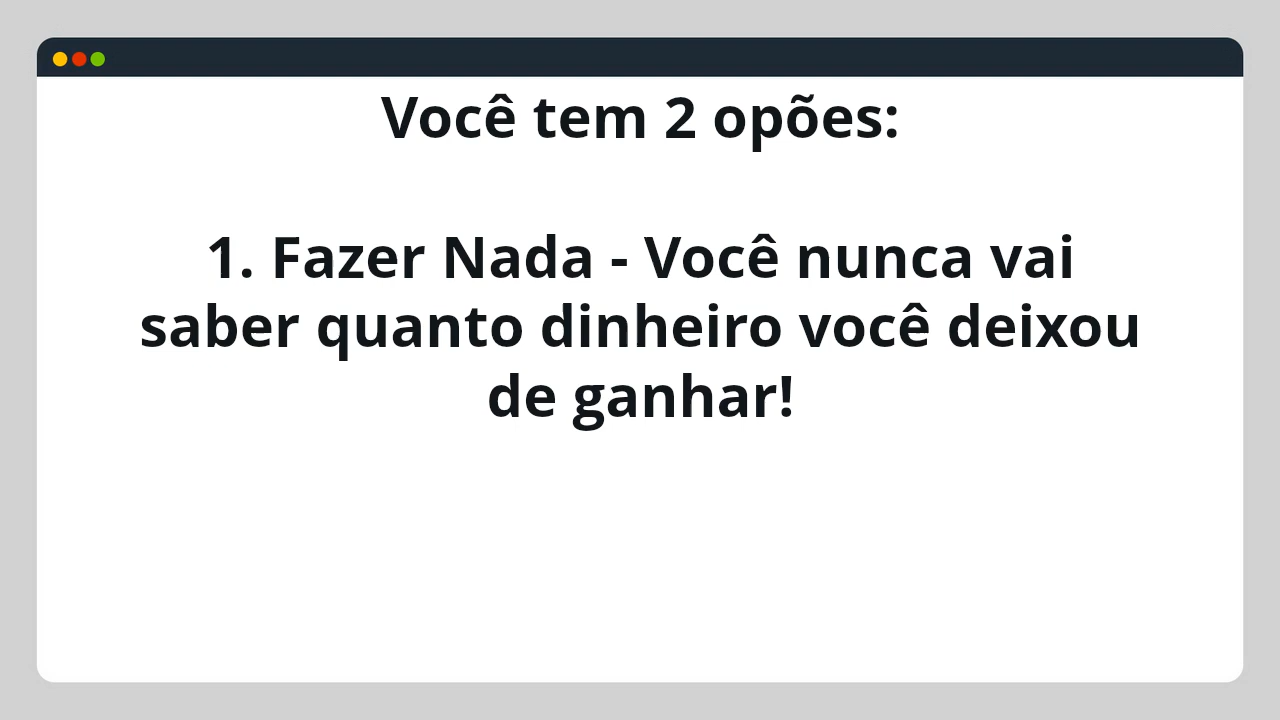 Você tem 2 opões:
1. Fazer Nada - Você nunca vai
saber quanto dinheiro você deixou
de ganhar!